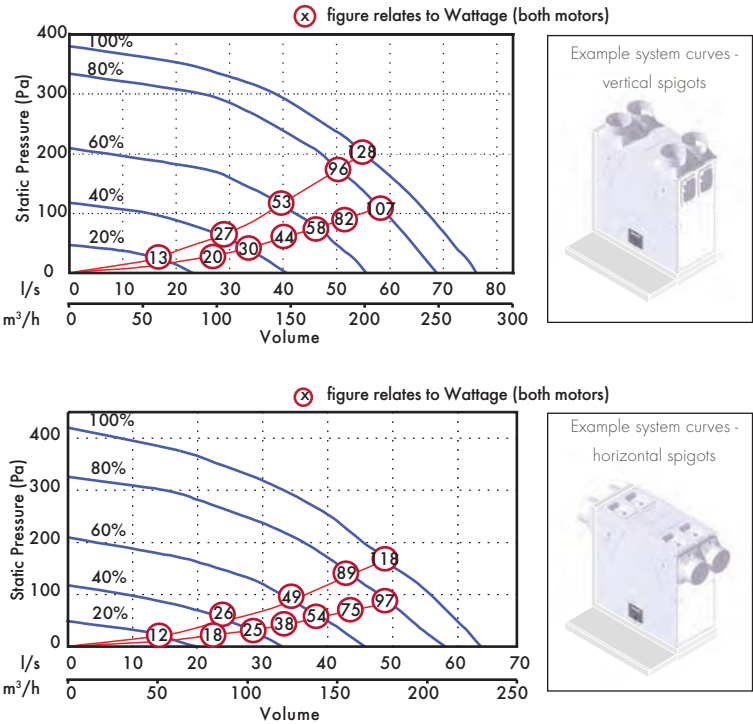 x figure relates to Wattage (both motors)
Static Pressure (Pa)
400
300
200
100
0
100%
80%
60%
40%
20%
13
27
53
96
128
20
30
44
58
82
107
l/s
0 10 20 30 40 50 60 70 80
m³/h
0 50 100 150 200 250 300
Volume
Example system curves -
vertical spigots
x figure relates to Wattage (both motors)
Static Pressure (Pa)
400
300
200
100
0
100%
80%
60%
40%
20%
12
26
49
89
118
18
25
38
54
75
97
l/s
0 10 20 30 40 50 60 70
m³/h
0 50 100 150 200 250
Volume
Example system curves -
horizontal spigots